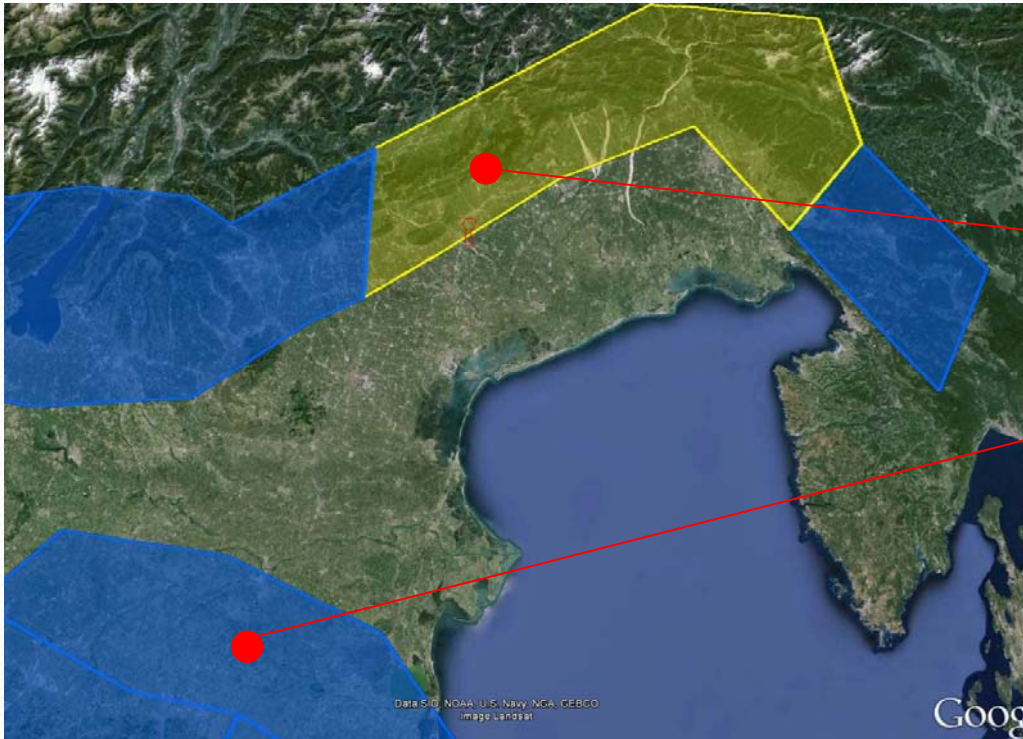 Data SIO, NOAA, U.S. Navy, NGA, GEBCO
Image Landsat
Goog